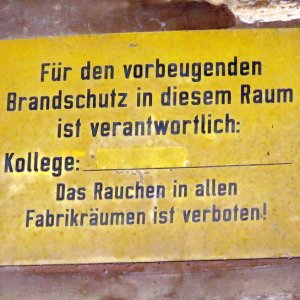 Für den vorbeugenden
Brandschutz in diesem Raum
ist verantwortlich:
Kollege:
Das Rauchen in allen
Fabrikräumen ist verboten!